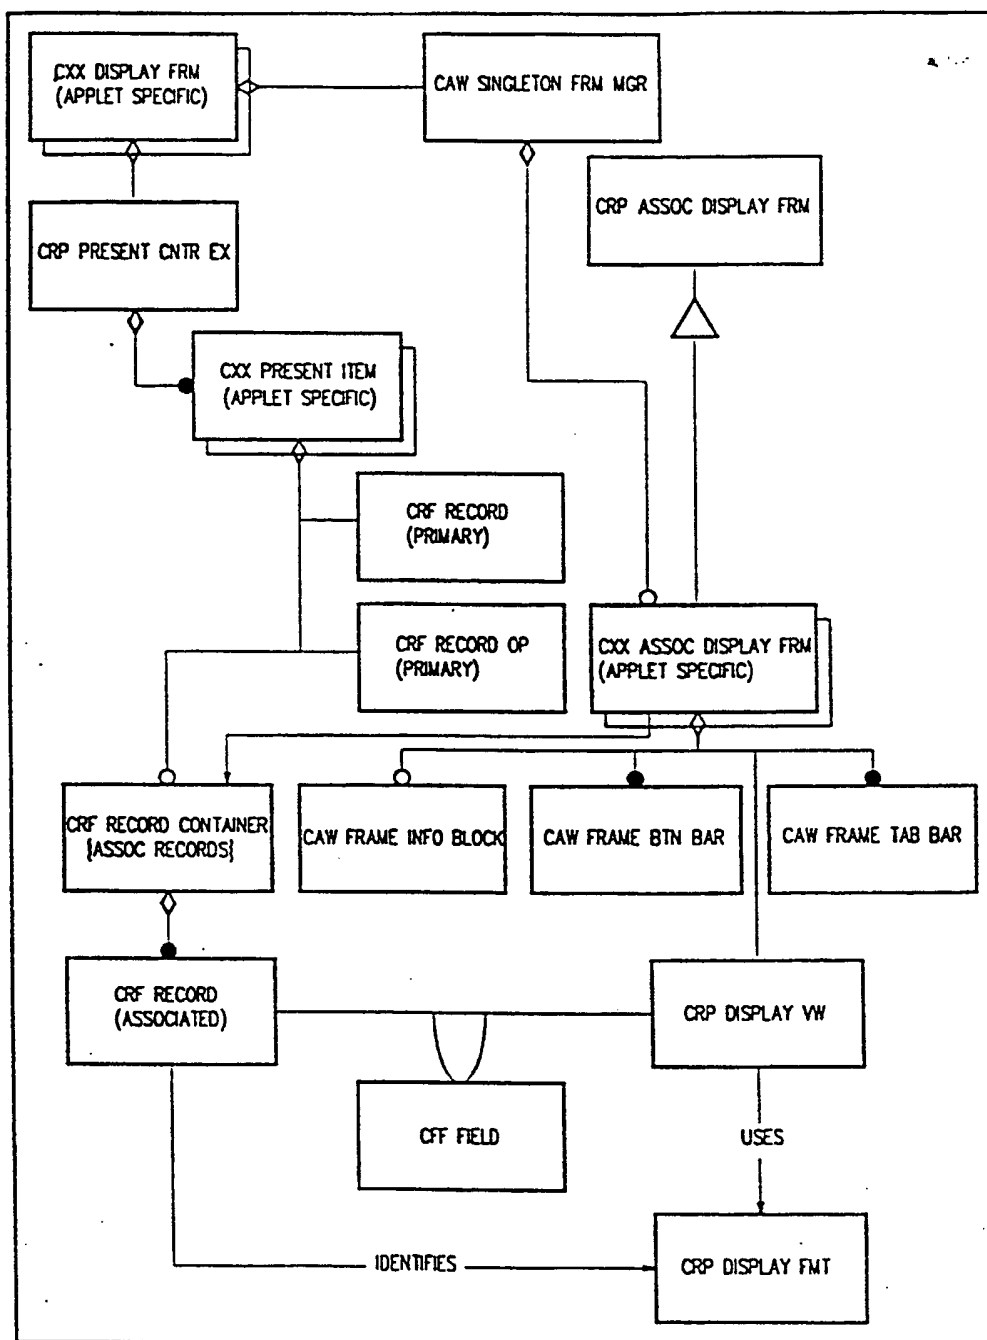 CXX DISPLAY FRM
(APPLET SPECIFIC)
CAW SINGLETON FRM MGR
CRP ASSOC DISPLAY FRM
CRP PRESENT CNTR EX
CXX PRESENT ITEM
(APPLET SPECIFIC)
CRF RECORD
(PRIMARY)
CRF RECORD OP
(PRIMARY)
CXX ASSOC DISPLAY FRM
(APPLET SPECIFIC)
CRF RECORD CONTAINER
{ASSOC RECORDS}
CAW FRAME INFO BLOCK
CAW FRAME BTN BAR
CAW FRAME TAB BAR
CRF RECORD
(ASSOCIATED)
CRP DISPLAY VW
CFF FIELD
USES
IDENTIFIES
CRP DISPLAY FMT